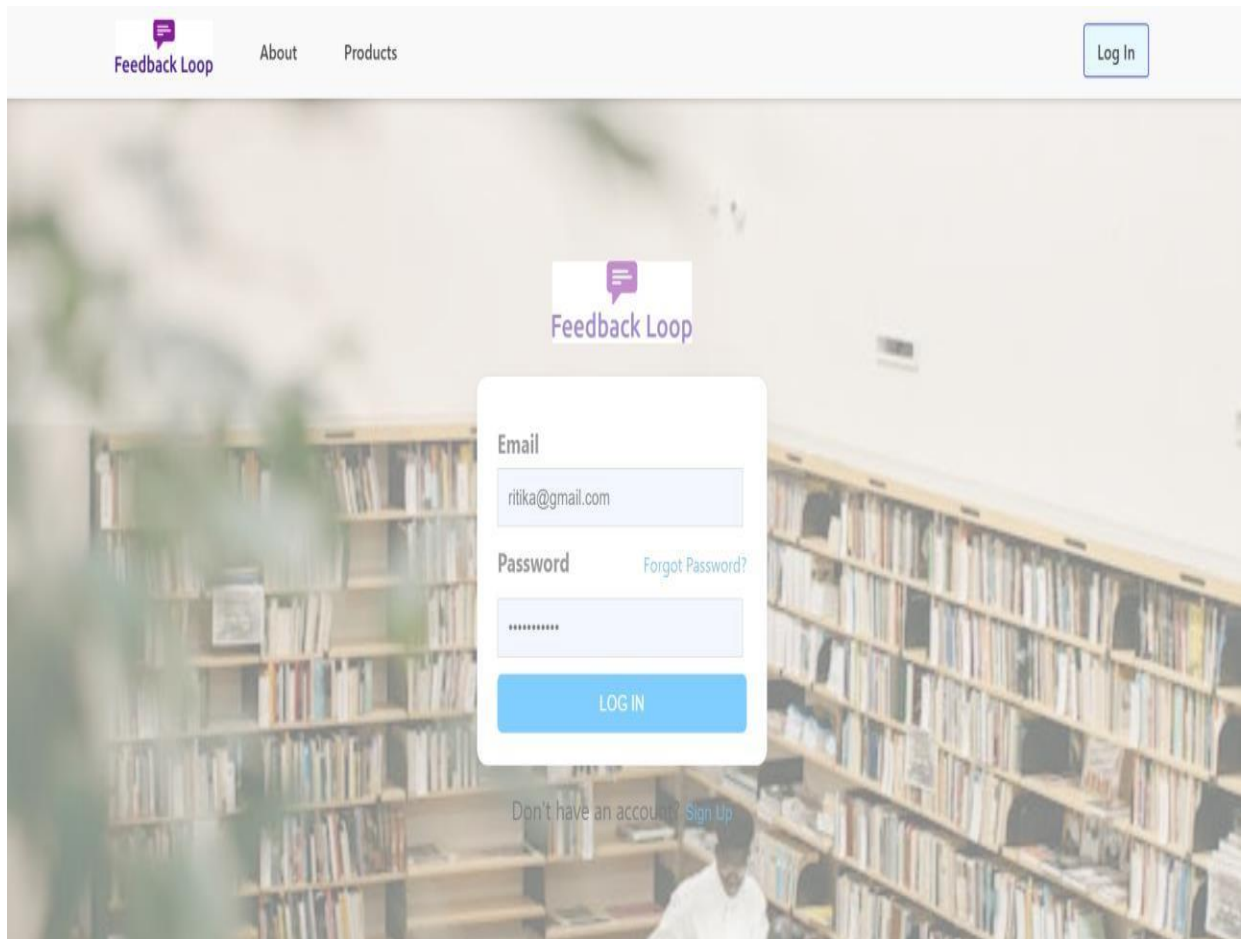 Feedback Loop
About
Products
Log In
Feedback Loop
Email
ritika@gmail.com
Password
Forgot Password?
•••••••••••
LOG IN
Don't have an account? Sign Up